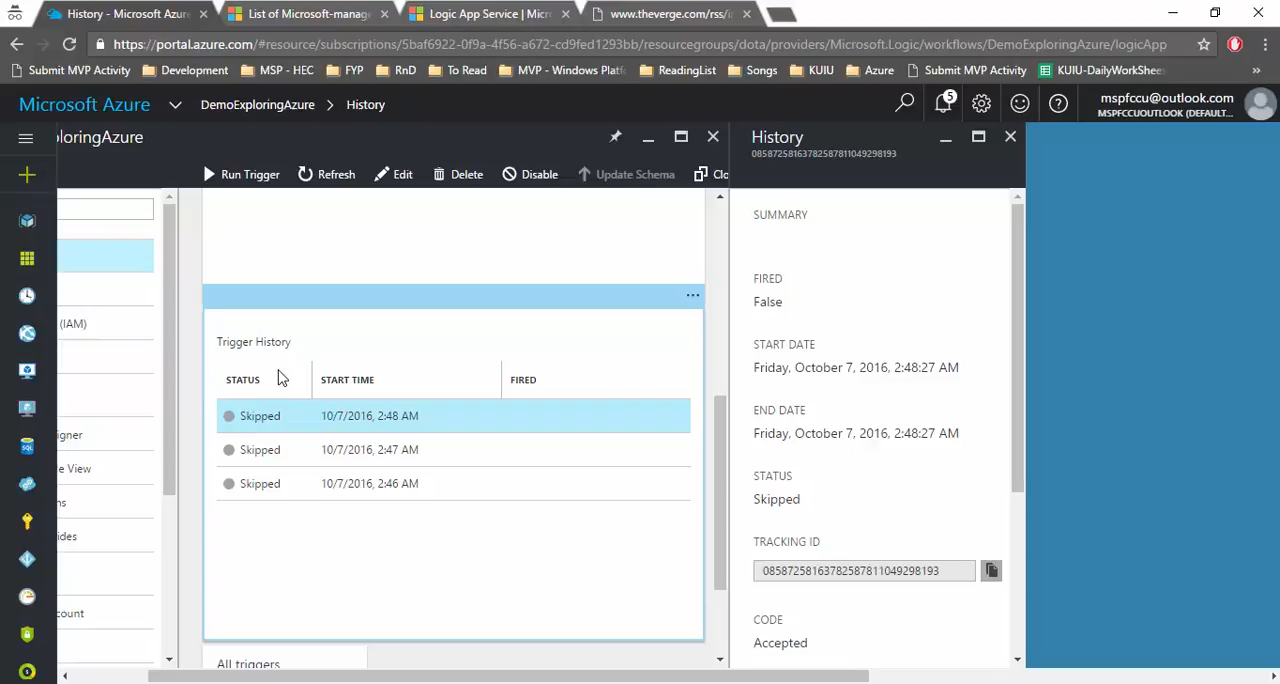 History - Microsoft Azure
List of Microsoft-manag
Logic App Service | Micr
www.theverge.com/rss/i
https://portal.azure.com/#resource/subscriptions/5baf6922-0f9a-4f56-a672-cd9fed1293bb/resourcegroups/dota/providers/Microsoft.Logic/workflows/DemoExploringAzure/logicApp
Submit MVP Activity
Development
MSP - HEC
FYP
RnD
To Read
MVP - Windows Platf
ReadingList
Songs
KUIU
Azure
Submit MVP Activity
KUIU-DailyWorkShee
»
Microsoft Azure
DemoExploringAzure > History
5
mspfccu@outlook.com
MSPFCCUOUTLOOK (DEFAULT...
ploringAzure
Run Trigger
Refresh
Edit
Delete
Disable
Update Schema
Clo
(IAM)
igner
e View
ns
ides
ount
SQL
...
Trigger History
STATUS START TIME FIRED
Skipped 10/7/2016, 2:48 AM
Skipped 10/7/2016, 2:47 AM
Skipped 10/7/2016, 2:46 AM
All triggers
History
08587258163782587811049298193
SUMMARY
FIRED
False
START DATE
Friday, October 7, 2016, 2:48:27 AM
END DATE
Friday, October 7, 2016, 2:48:27 AM
STATUS
Skipped
TRACKING ID
08587258163782587811049298193
CODE
Accepted